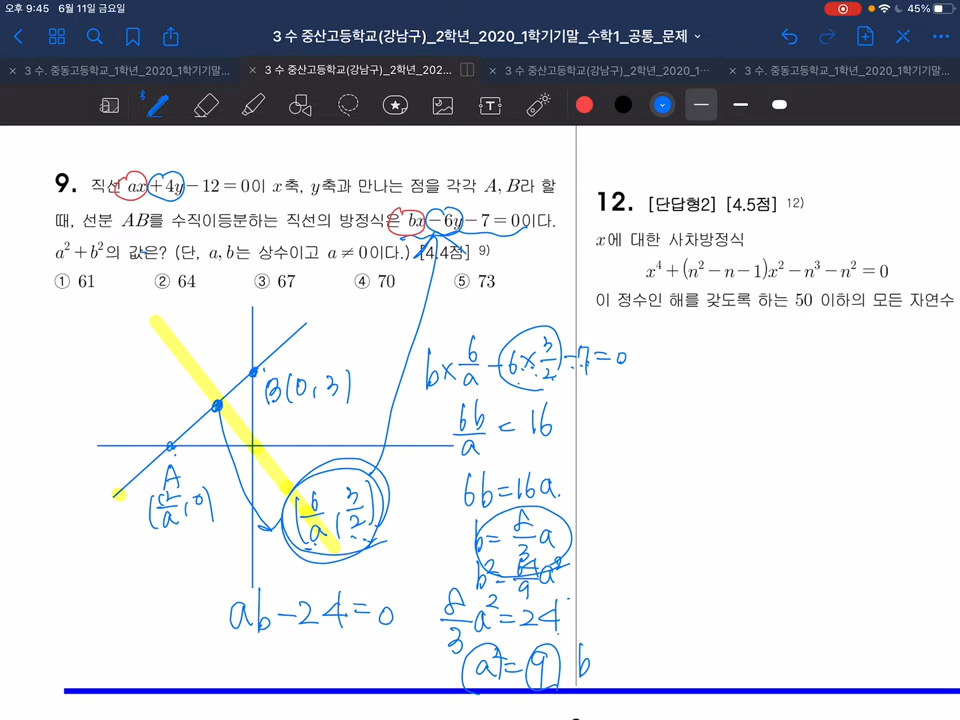 오후 9:45 6월 11일 금요일
45%
3 수 중산고등학교(강남구)_2학년_2020_1학기기말_수학1_공통_문제
3 수. 중동고등학교_1학년_2020_1학기기말...
3 수 중산고등학교(강남구)_2학년_202...
3 수 중산고등학교(강남구)_2학년_2020_1...
3 수. 중동고등학교_1학년_2020_1학기기말...
9. 직선 ax+4y-12=0이 x축, y축과 만나는 점을 각각 A, B라 할
때, 선분 AB를 수직이등분하는 직선의 방정식은 bx-6y-7=0이다.
a²+b²의 값은? (단, a, b는 상수이고 a≠0이다.) [4.4점] 9)
① 61 ② 64 ③ 67 ④ 70 ⑤ 73
B(0, 3)
A
(12/a, 0)
(6/a, 3/2)
ab-24=0
b×6/a-6×3/2-7=0
6b/a=16
6b=16a.
b=8/3a
b²=64/9a²
8/3a²=24
a²=9 b
12. [단답형2] [4.5점] 12)
x에 대한 사차방정식
x⁴+(n²-n-1)x²-n³-n²=0
이 정수인 해를 갖도록 하는 50 이하의 모든 자연수